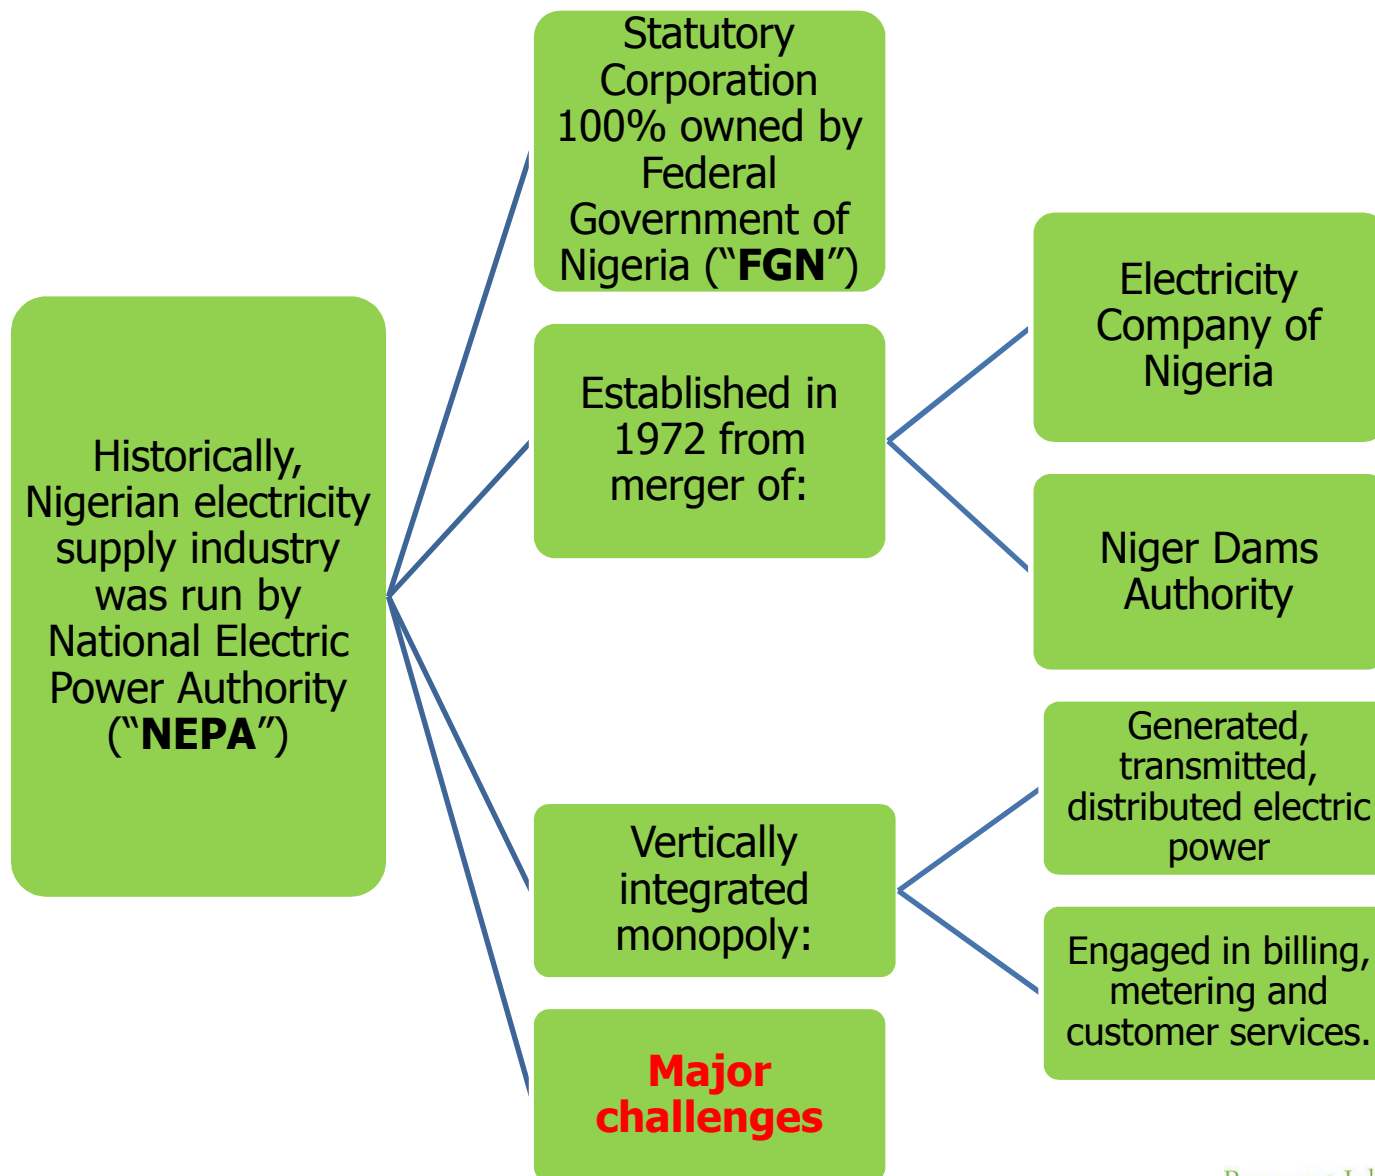 Historically,
Nigerian electricity
supply industry
was run by
National Electric
Power Authority
(“NEPA”)
Statutory
Corporation
100% owned by
Federal
Government of
Nigeria (“FGN”)
Established in
1972 from
merger of:
Electricity
Company of
Nigeria
Niger Dams
Authority
Vertically
integrated
monopoly:
Generated,
transmitted,
distributed electric
power
Engaged in billing,
metering and
customer services.
Major
challenges